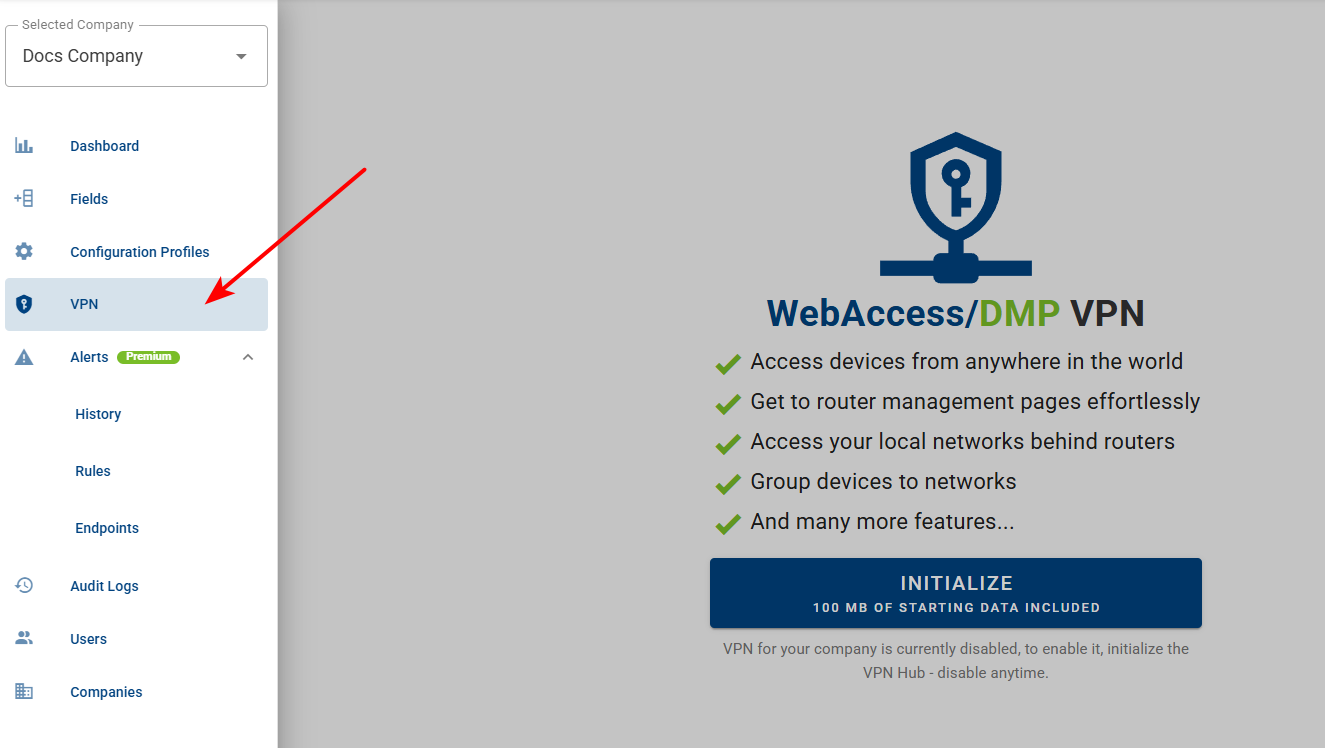 Selected Company
Docs Company
Dashboard
Fields
Configuration Profiles
VPN
Alerts Premium
History
Rules
Endpoints
Audit Logs
Users
Companies
WebAccess/DMP VPN
Access devices from anywhere in the world
Get to router management pages effortlessly
Access your local networks behind routers
Group devices to networks
And many more features...
INITIALIZE
100 MB OF STARTING DATA INCLUDED
VPN for your company is currently disabled, to enable it, initialize the
VPN Hub - disable anytime.